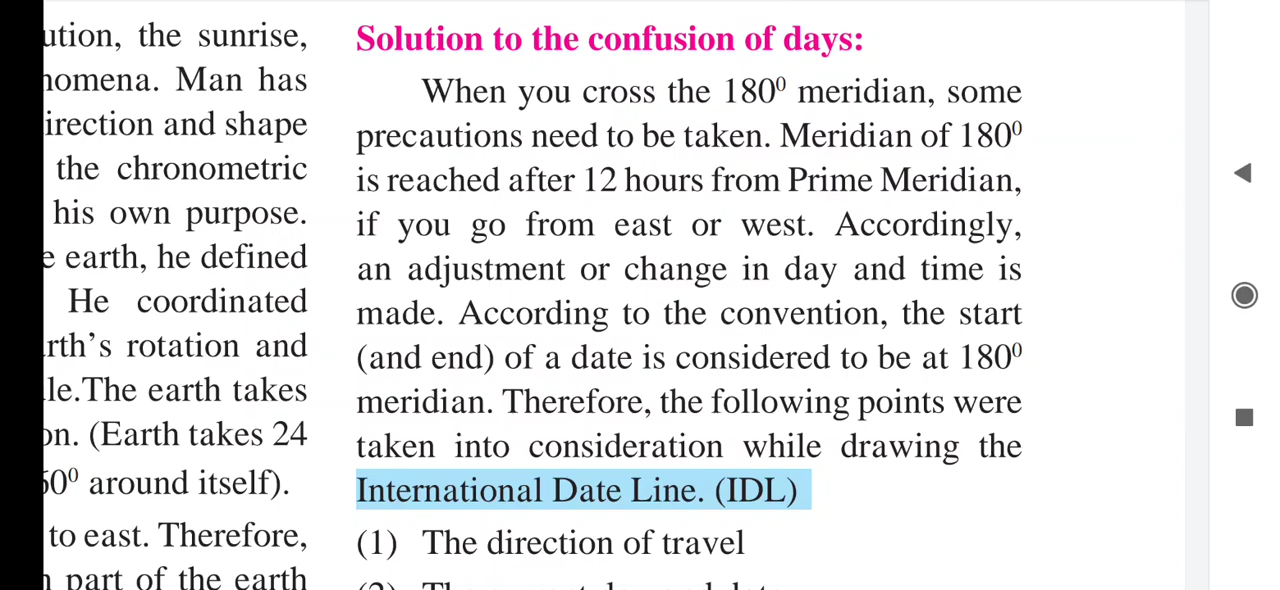 ution, the sunrise,
nomena. Man has
irection and shape
the chronometric
his own purpose.
e earth, he defined
He coordinated
rth's rotation and
le.The earth takes
on. (Earth takes 24
60⁰ around itself).
to east. Therefore,
part of the earth
Solution to the confusion of days:
When you cross the 180⁰ meridian, some
precautions need to be taken. Meridian of 180⁰
is reached after 12 hours from Prime Meridian,
if you go from east or west. Accordingly,
an adjustment or change in day and time is
made. According to the convention, the start
(and end) of a date is considered to be at 180⁰
meridian. Therefore, the following points were
taken into consideration while drawing the
International Date Line. (IDL)
(1) The direction of travel